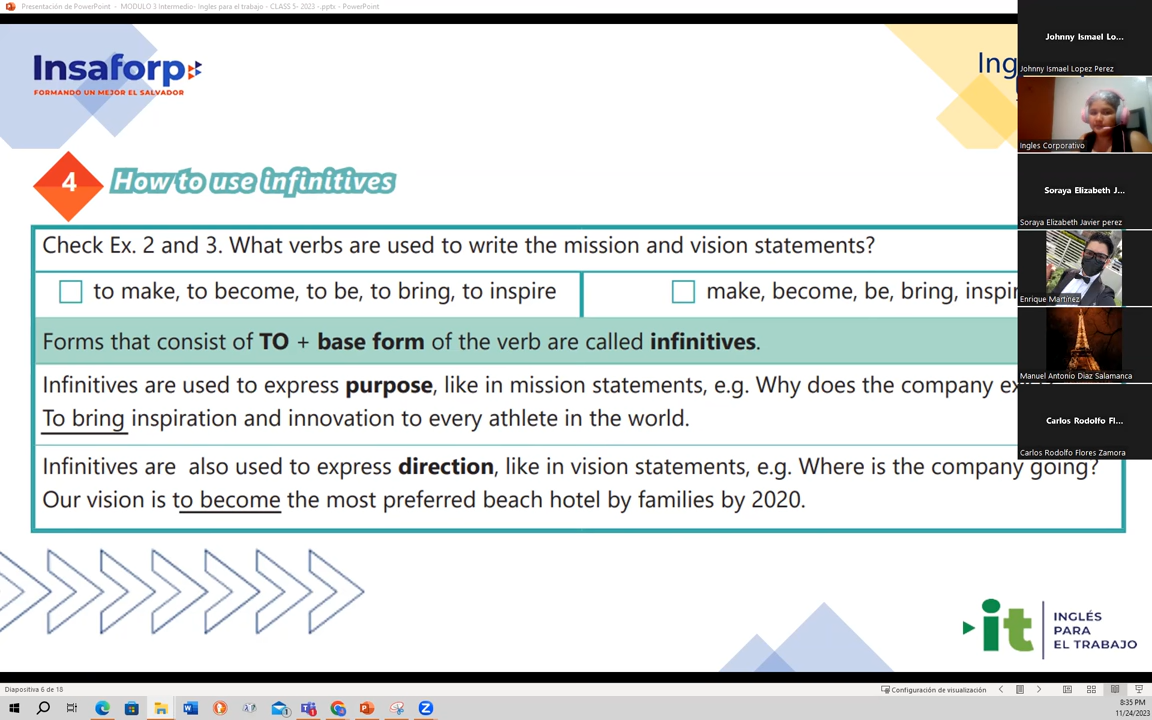 Presentación de PowerPoint - MODULO 3 Intermedio- Ingles para el trabajo - CLASS 5- 2023 -.pptx - PowerPoint
Insaforp
FORMANDO UN MEJOR EL SALVADOR
Ing
4 How to use infinitives
Check Ex. 2 and 3. What verbs are used to write the mission and vision statements?
to make, to become, to be, to bring, to inspire
make, become, be, bring, inspir
Forms that consist of TO + base form of the verb are called infinitives.
Infinitives are used to express purpose, like in mission statements, e.g. Why does the company ex
To bring inspiration and innovation to every athlete in the world.
Infinitives are also used to express direction, like in vision statements, e.g. Where is the company going?
Our vision is to become the most preferred beach hotel by families by 2020.
it INGLÉS
PARA
EL TRABAJO
Johnny Ismael Lo...
Johnny Ismael Lopez Perez
Ingles Corporativo
Soraya Elizabeth J...
Soraya Elizabeth Javier perez
Enrique Martinez
Manuel Antonio Diaz Salamanca
Carlos Rodolfo Fl...
Carlos Rodolfo Flores Zamora
Diapositiva 6 de 18
Configuración de visualización
8:35 PM
11/24/2023